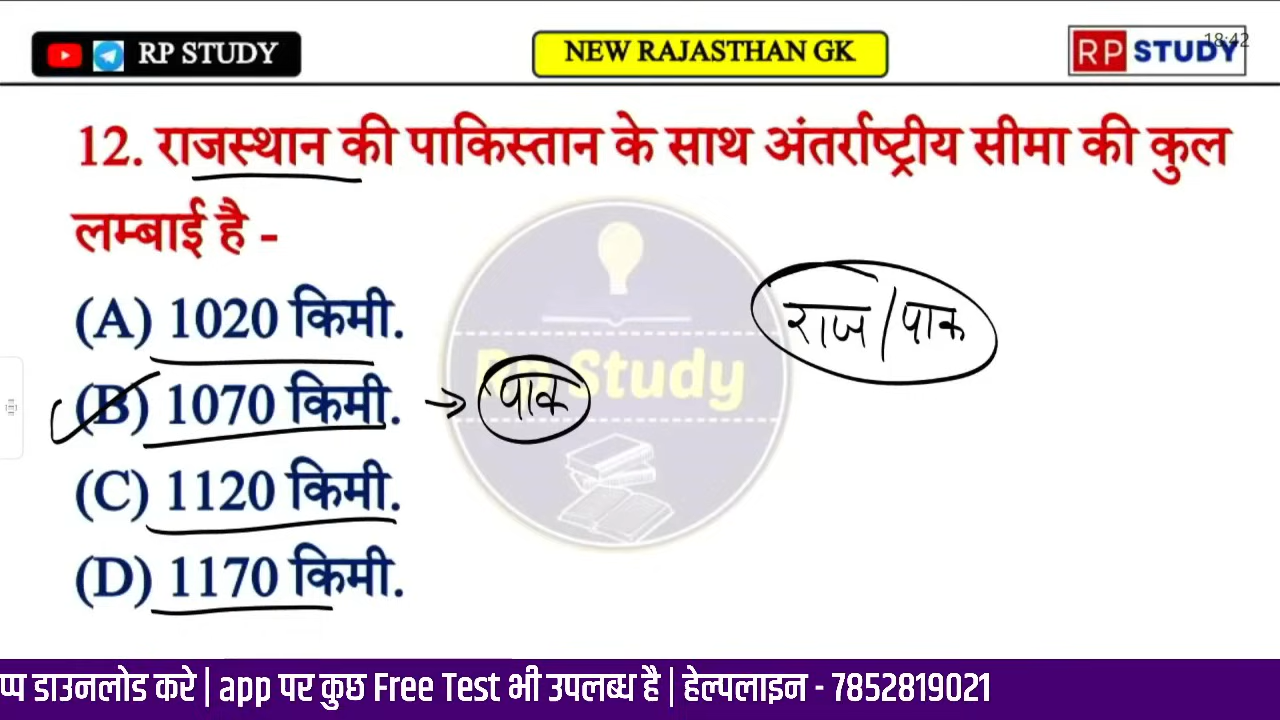 RP STUDY
NEW RAJASTHAN GK
RP STUDY
18:42
12. राजस्थान की पाकिस्तान के साथ अंतर्राष्ट्रीय सीमा की कुल
लम्बाई है -
(A) 1020 किमी.
राज/पाक
(B) 1070 किमी. → पाक
Rp Study
(C) 1120 किमी.
(D) 1170 किमी.
प्प डाउनलोड करे | app पर कुछ Free Test भी उपलब्ध है | हेल्पलाइन - 7852819021